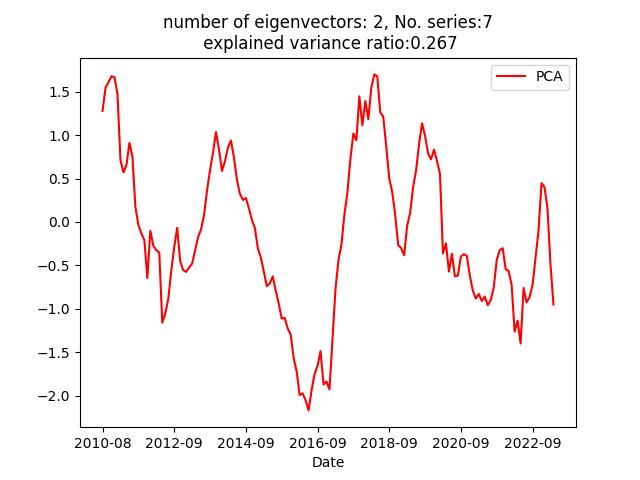 number of eigenvectors: 2, No. series:7
explained variance ratio:0.267
PCA
1.5
1.0
0.5
0.0
−0.5
−1.0
−1.5
−2.0
2010-08 2012-09 2014-09 2016-09 2018-09 2020-09 2022-09
Date